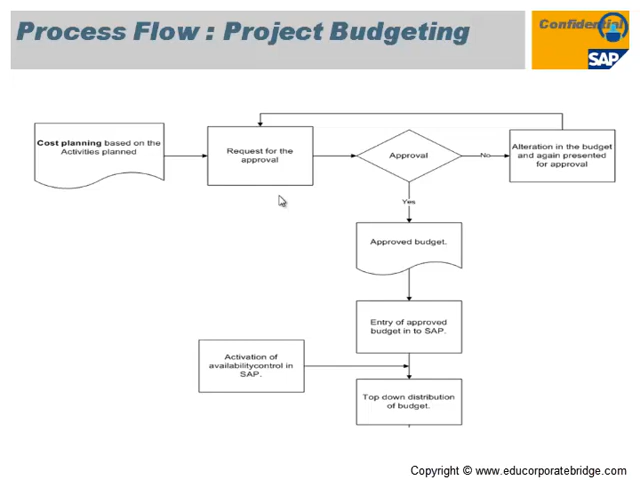 Process Flow : Project Budgeting
Confidential
SAP
Cost planning based on the
Activities planned
Request for the
approval
Approval
No
Alteration in the budget
and again presented
for approval
Yes
Approved budget.
Entry of approved
budget in to SAP.
Activation of
availabilitycontrol in
SAP.
Top down distribution
of budget.
Copyright © www.educorporatebridge.com